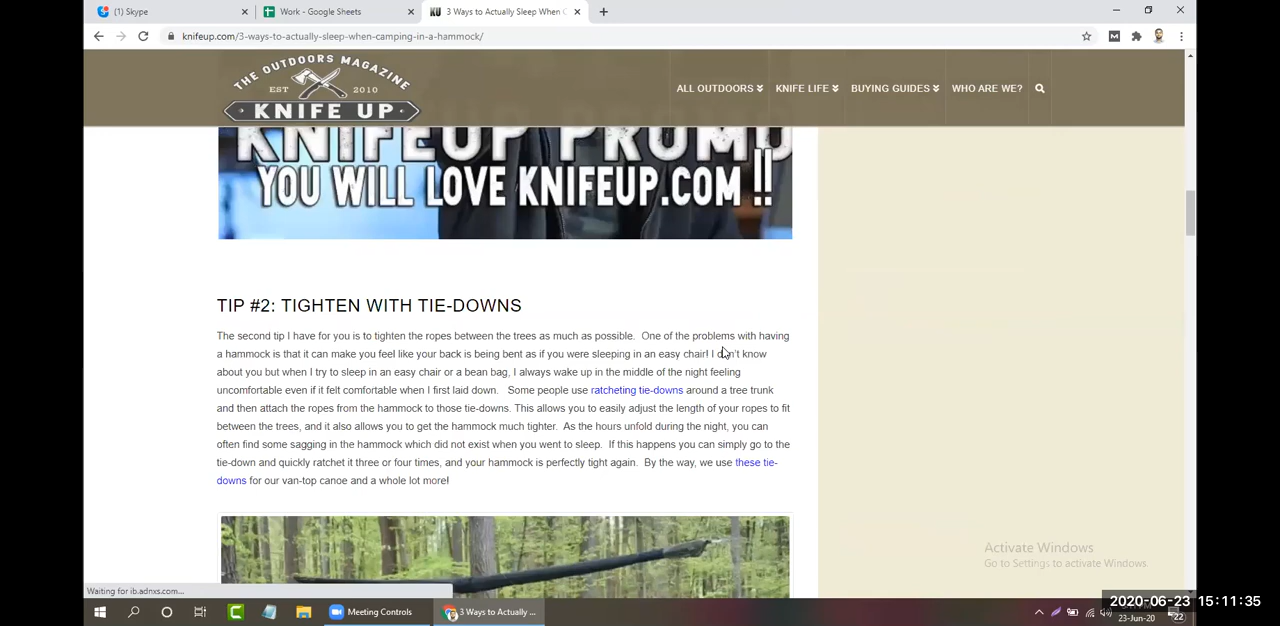 (1) Skype
Work - Google Sheets
3 Ways to Actually Sleep When C
knifeup.com/3-ways-to-actually-sleep-when-camping-in-a-hammock/
THE OUTDOORS MAGAZINE
EST 2010
KNIFE UP
ALL OUTDOORS
KNIFE LIFE
BUYING GUIDES
WHO ARE WE?
KNIFEUP PROMO
YOU WILL LOVE KNIFEUP.COM !!
TIP #2: TIGHTEN WITH TIE-DOWNS
The second tip I have for you is to tighten the ropes between the trees as much as possible. One of the problems with having
a hammock is that it can make you feel like your back is being bent as if you were sleeping in an easy chair! I don't know
about you but when I try to sleep in an easy chair or a bean bag, I always wake up in the middle of the night feeling
uncomfortable even if it felt comfortable when I first laid down. Some people use ratcheting tie-downs around a tree trunk
and then attach the ropes from the hammock to those tie-downs. This allows you to easily adjust the length of your ropes to fit
between the trees, and it also allows you to get the hammock much tighter. As the hours unfold during the night, you can
often find some sagging in the hammock which did not exist when you went to sleep. If this happens you can simply go to the
tie-down and quickly ratchet it three or four times, and your hammock is perfectly tight again. By the way, we use these tie-
downs for our van-top canoe and a whole lot more!
Activate Windows
Go to Settings to activate Windows.
Waiting for ib.adnxs.com...
Meeting Controls
3 Ways to Actually ...
2020-06-23 15:11:35
23-Jun-20
22